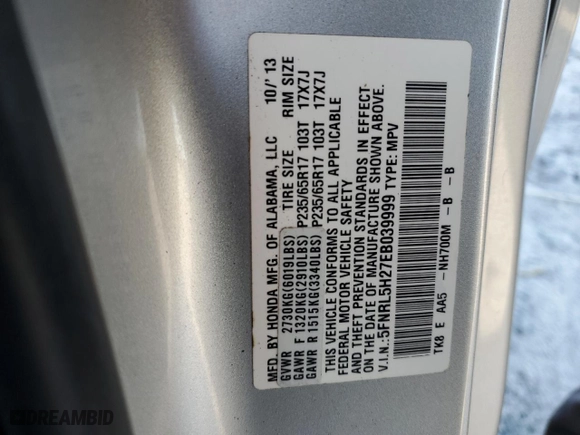 MFD. BY HONDA MFG. OF ALABAMA, LLC 10/' 13
GVWR 2730KG(6019LBS) TIRE SIZE RIM SIZE
GAWR F 1320KG(2910LBS) P235/65R17 103T 17X7J
GAWR R 1515KG(3340LBS) P235/65R17 103T 17X7J
THIS VEHICLE CONFORMS TO ALL APPLICABLE
FEDERAL MOTOR VEHICLE SAFETY
AND THEFT PREVENTION STANDARDS IN EFFECT
ON THE DATE OF MANUFACTURE SHOWN ABOVE.
V.I.N.:5FNRL5H27EB039999 TYPE: MPV
TK8 E AA5- NH700M - B - B
DREAMBID